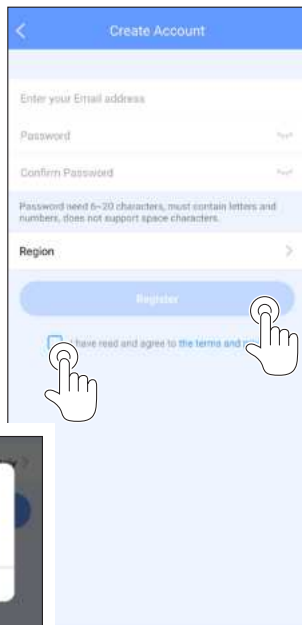 Create Account
Enter your Email address
Password
Confirm Password
Password need 6~20 characters, must contain letters and
numbers, does not support space characters.
Region
Register
I have read and agree to the terms and